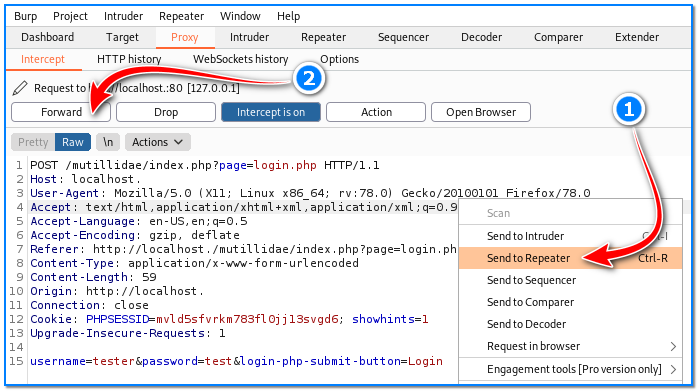 Burp Project Intruder Repeater Window Help
Dashboard Target Proxy Intruder Repeater Sequencer Decoder Comparer Extender
Intercept HTTP history WebSockets history Options
2
Request to localhost.:80 [127.0.0.1]
1
Forward Drop Intercept is on Action Open Browser
Pretty Raw \n Actions
1 POST /mutillidae/index.php?page=login.php HTTP/1.1
2 Host: localhost.
3 User-Agent: Mozilla/5.0 (X11; Linux x86_64; rv:78.0) Gecko/20100101 Firefox/78.0
4 Accept: text/html,application/xhtml+xml,application/xml;q=0.9
5 Accept-Language: en-US,en;q=0.5
6 Accept-Encoding: gzip, deflate
7 Referer: http://localhost./mutillidae/index.php?page=login.ph
8 Content-Type: application/x-www-form-urlencoded
9 Content-Length: 59
10 Origin: http://localhost.
11 Connection: close
12 Cookie: PHPSESSID=mvld5sfvrkm783fl0jj13svgd6; showhints=1
13 Upgrade-Insecure-Requests: 1
14
15 username=tester&password=test&login-php-submit-button=Login
Scan
Send to Intruder
Send to Repeater Ctrl-R
Send to Sequencer
Send to Comparer
Send to Decoder
Request in browser
Engagement tools [Pro version only]